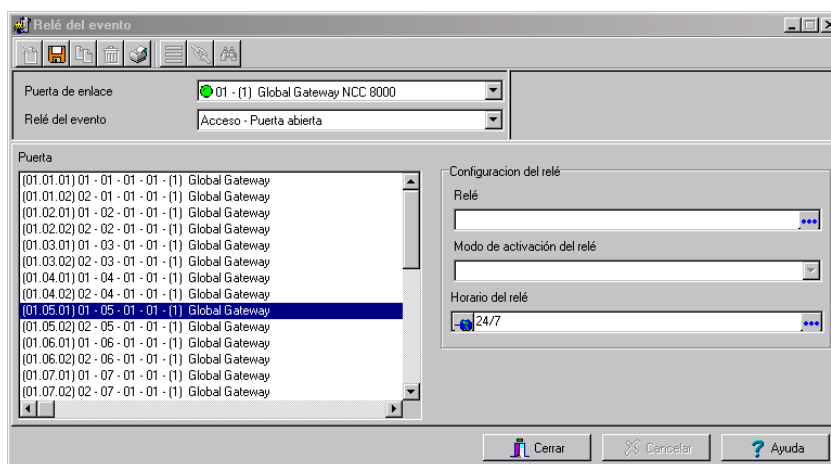 Relé del evento
Puerta de enlace
01 - (1) Global Gateway NCC 8000
Relé del evento
Acceso - Puerta abierta
Puerta
(01.01.01) 01 - 01 - 01 - 01 - (1) Global Gateway
(01.01.02) 02 - 01 - 01 - 01 - (1) Global Gateway
(01.02.01) 01 - 02 - 01 - 01 - (1) Global Gateway
(01.02.02) 02 - 02 - 01 - 01 - (1) Global Gateway
(01.03.01) 01 - 03 - 01 - 01 - (1) Global Gateway
(01.03.02) 02 - 03 - 01 - 01 - (1) Global Gateway
(01.04.01) 01 - 04 - 01 - 01 - (1) Global Gateway
(01.04.02) 02 - 04 - 01 - 01 - (1) Global Gateway
(01.05.01) 01 - 05 - 01 - 01 - (1) Global Gateway
(01.05.02) 02 - 05 - 01 - 01 - (1) Global Gateway
(01.06.01) 01 - 06 - 01 - 01 - (1) Global Gateway
(01.06.02) 02 - 06 - 01 - 01 - (1) Global Gateway
(01.07.01) 01 - 07 - 01 - 01 - (1) Global Gateway
(01.07.02) 02 - 07 - 01 - 01 - (1) Global Gateway
Configuracion del relé
Relé
Modo de activación del relé
Horario del relé
24/7
Cerrar
Cancelar
Ayuda